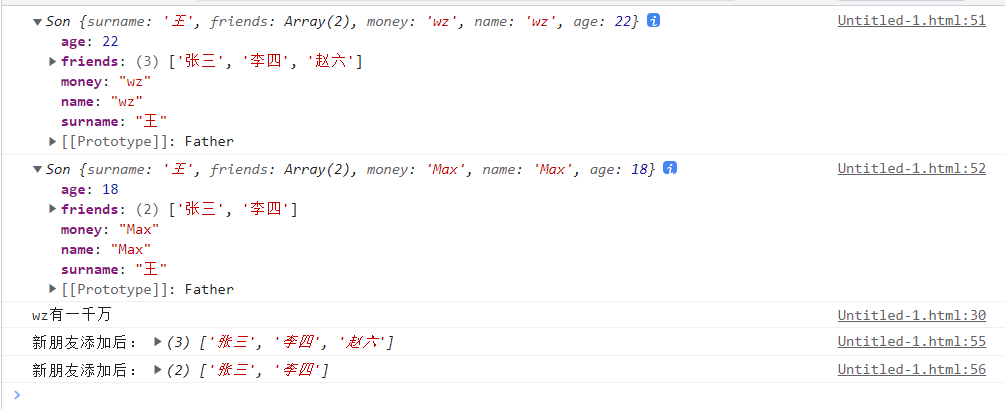 Son {surname: '王', friends: Array(2), money: 'wz', name: 'wz', age: 22} i Untitled-1.html:51
age: 22
friends: (3) ['张三', '李四', '赵六']
money: "wz"
name: "wz"
surname: "王"
[[Prototype]]: Father
Son {surname: '王', friends: Array(2), money: 'Max', name: 'Max', age: 18} i Untitled-1.html:52
age: 18
friends: (2) ['张三', '李四']
money: "Max"
name: "Max"
surname: "王"
[[Prototype]]: Father
wz有一千万 Untitled-1.html:30
新朋友添加后: (3) ['张三', '李四', '赵六'] Untitled-1.html:55
新朋友添加后: (2) ['张三', '李四'] Untitled-1.html:56